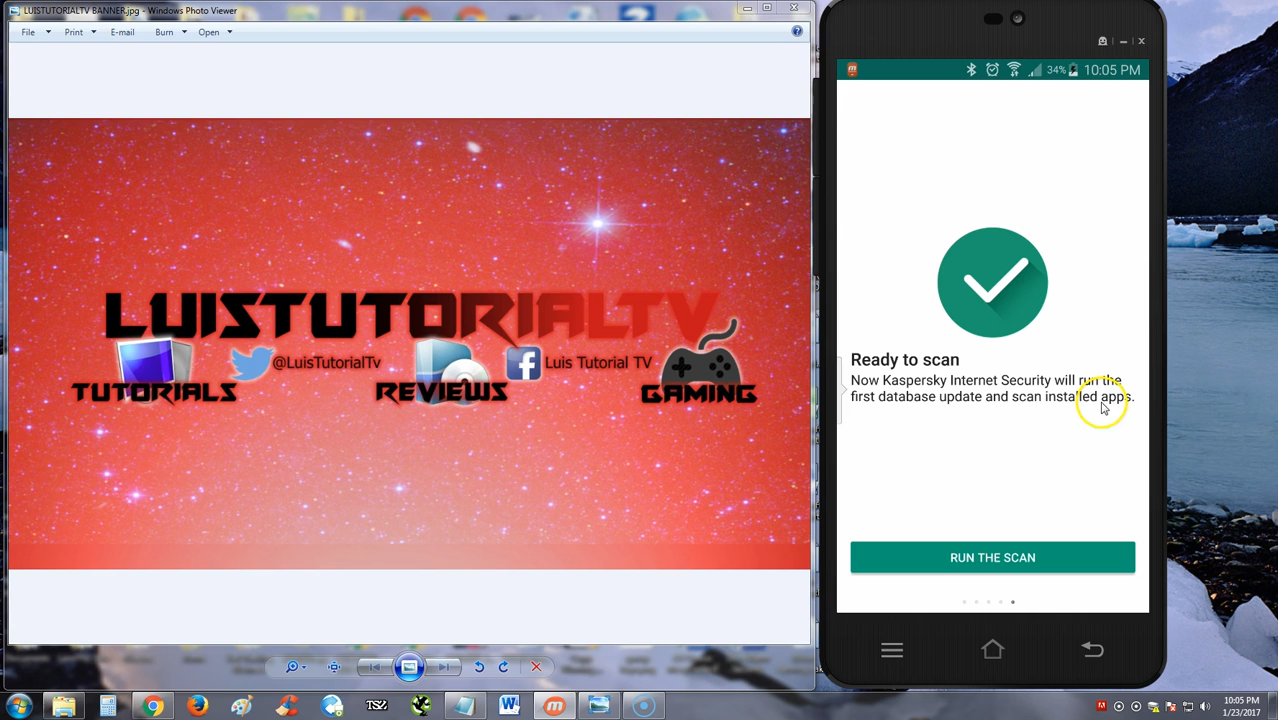 LUISTUTORIALTV BANNER.jpg - Windows Photo Viewer
File Print E-mail Burn Open
LUISTUTORIALTV
@LuisTutorialTv Luis Tutorial TV
TUTORIALS REVIEWS GAMING
34% 10:05 PM
Ready to scan
Now Kaspersky Internet Security will run the
first database update and scan installed apps.
RUN THE SCAN
10:05 PM
1/23/2017